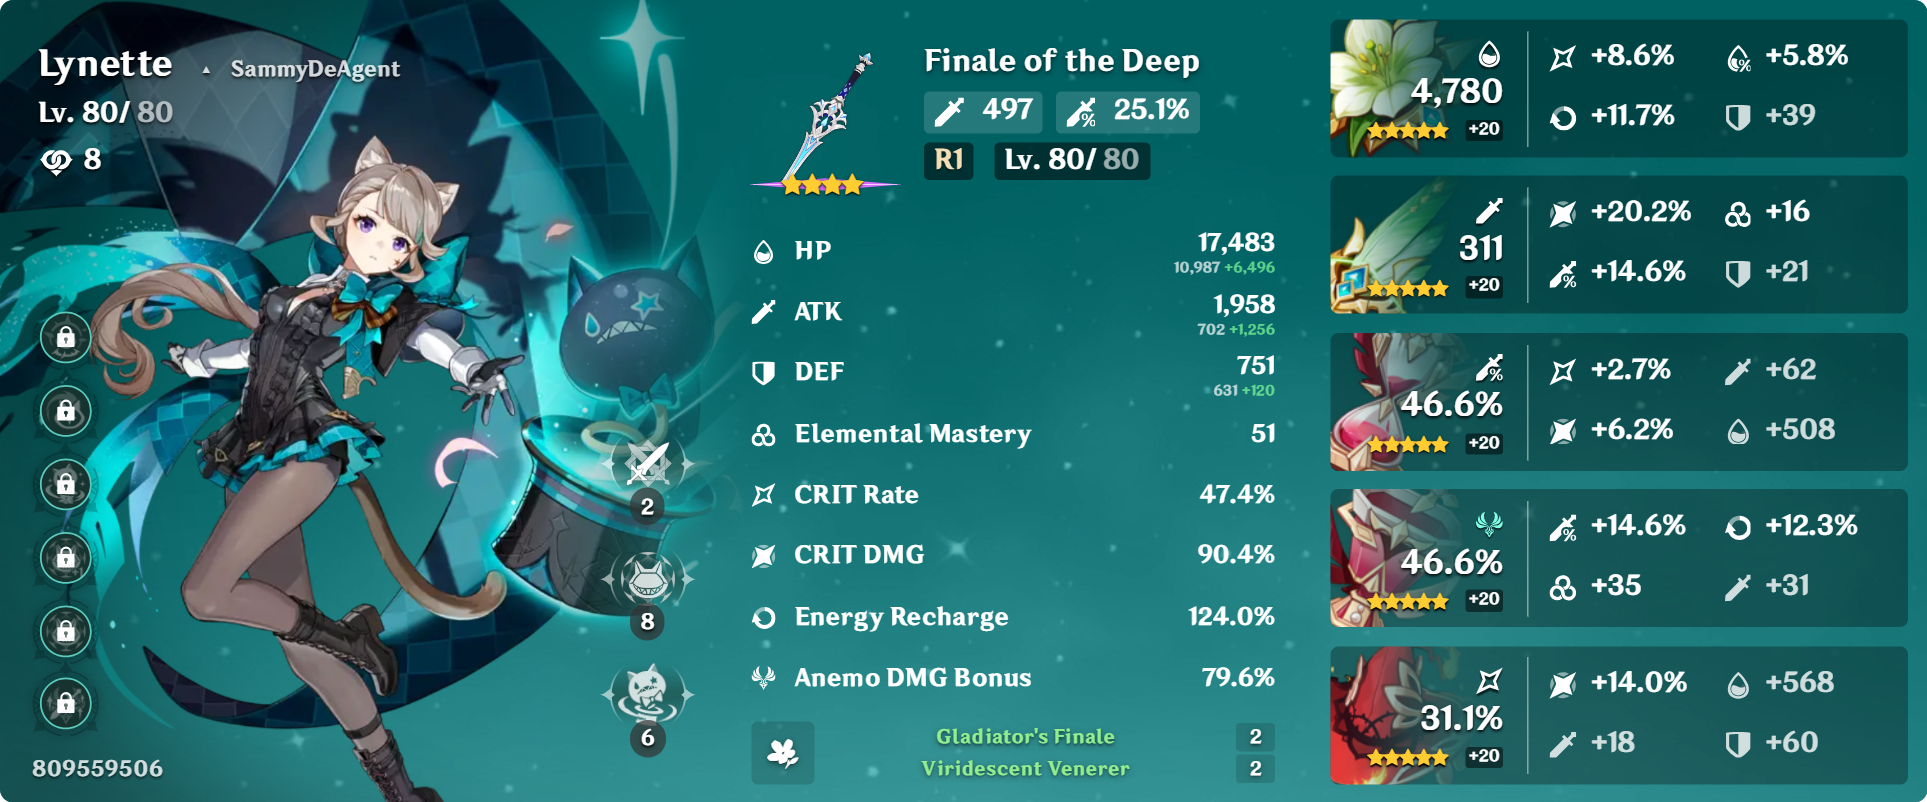 Lynette ▲ SammyDeAgent
Lv. 80/ 80
8
2
8
6
809559506
Finale of the Deep
497 25.1%
R1 Lv. 80/ 80
HP 17,483
10,987 +6,496
ATK 1,958
702 +1,256
DEF 751
631 +120
Elemental Mastery 51
CRIT Rate 47.4%
CRIT DMG 90.4%
Energy Recharge 124.0%
Anemo DMG Bonus 79.6%
Gladiator's Finale 2
Viridescent Venerer 2
4,780
+20
+8.6% +5.8%
+11.7% +39
311
+20
+20.2% +16
+14.6% +21
46.6%
+20
+2.7% +62
+6.2% +508
46.6%
+20
+14.6% +12.3%
+35 +31
31.1%
+20
+14.0% +568
+18 +60